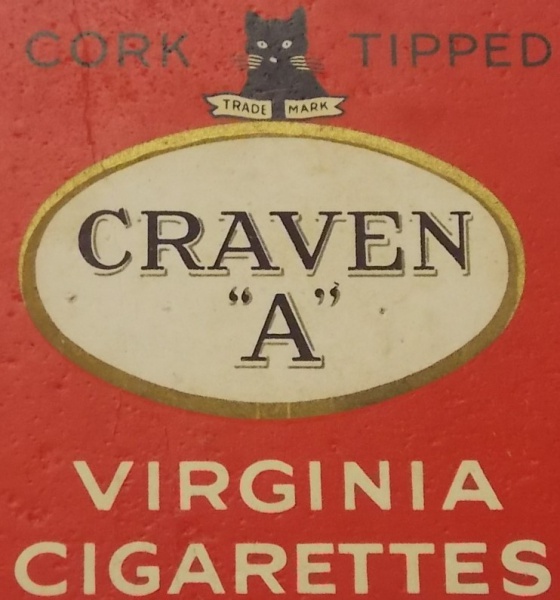 CORK TIPPED
TRADE MARK
CRAVEN
“A”
VIRGINIA
CIGARETTES